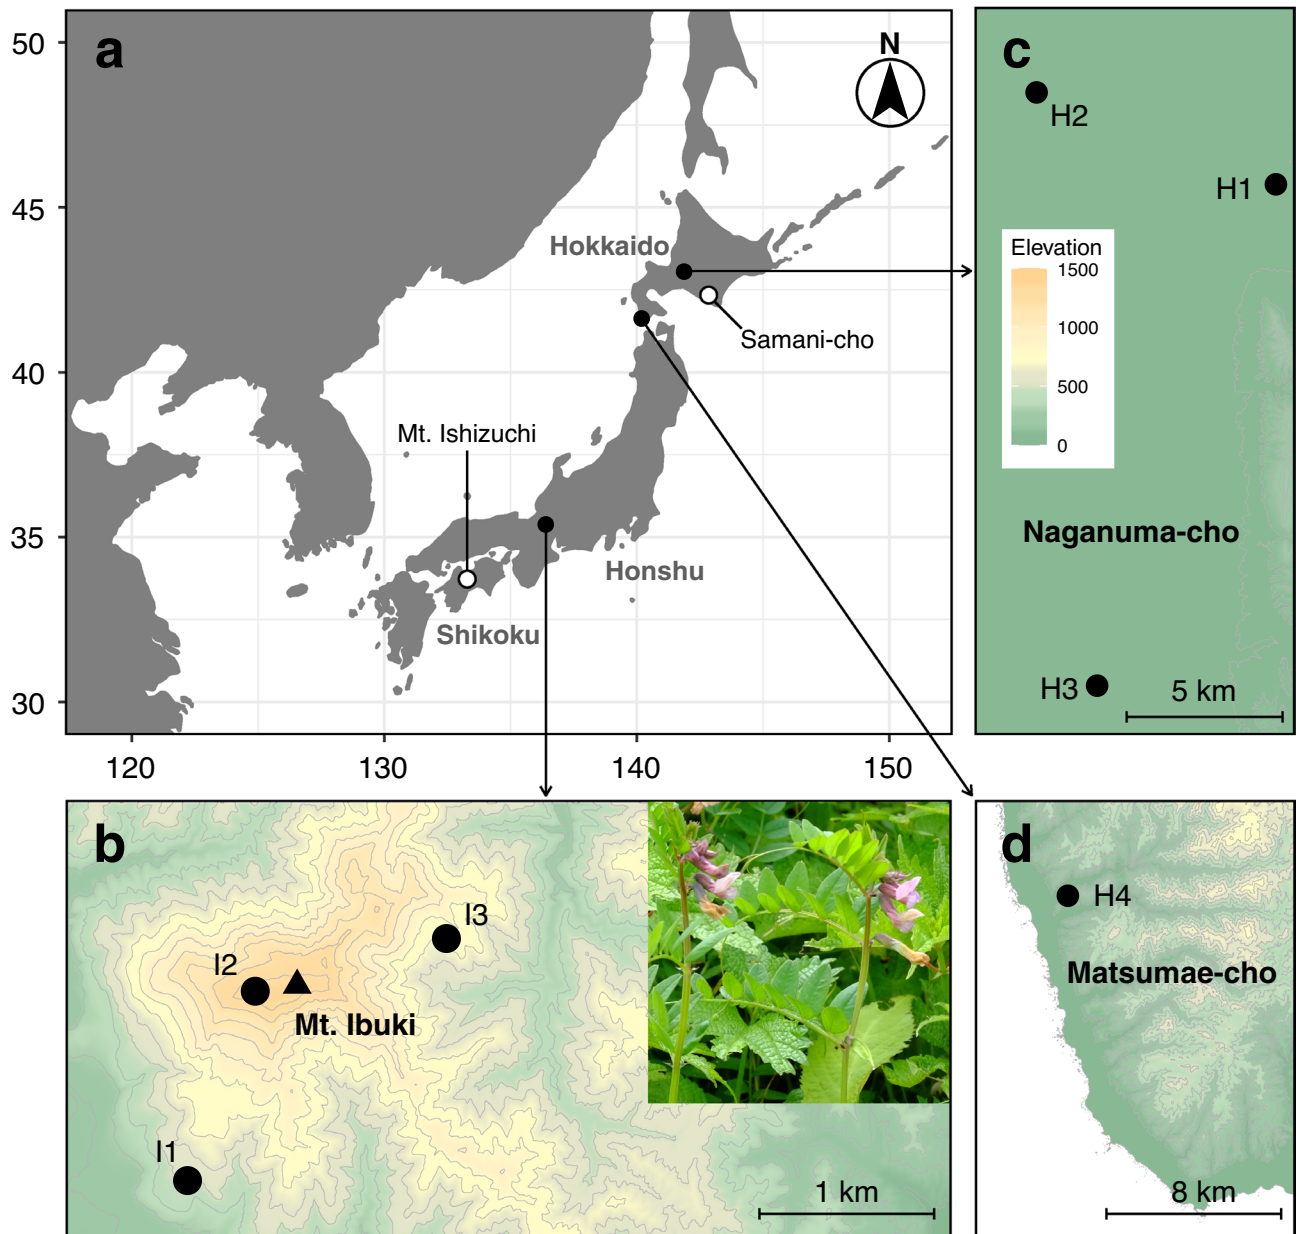 a
N
50
45
40
35
30
120
130
140
150
Hokkaido
Samani-cho
Mt. Ishizuchi
Honshu
Shikoku
c
H2
H1
Elevation
1500
1000
500
0
Naganuma-cho
H3
5 km
b
I3
I2
Mt. Ibuki
I1
1 km
d
H4
Matsumae-cho
8 km